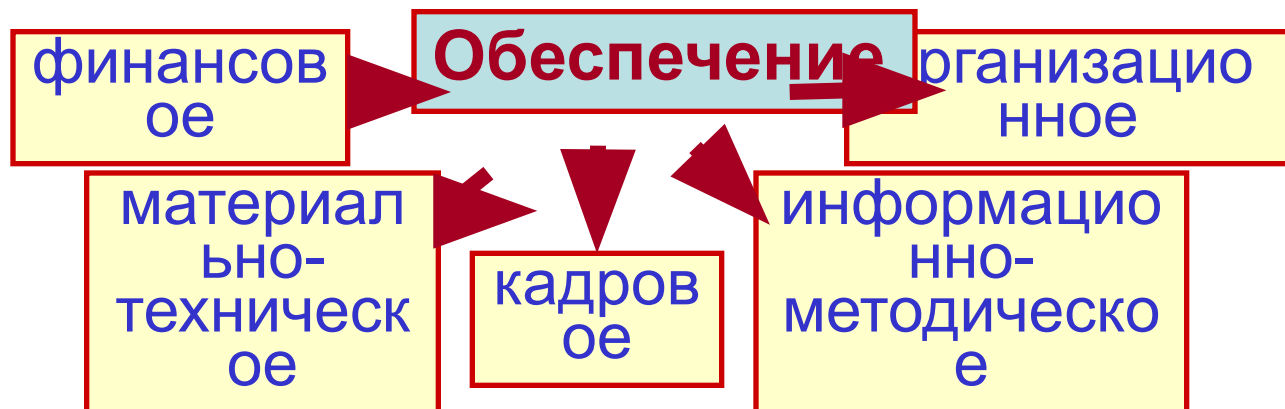 Обеспечение
финансов
ое
рганизацио
нное
материал
ьно-
техническ
ое
кадров
ое
информацио
нно-
методическо
е